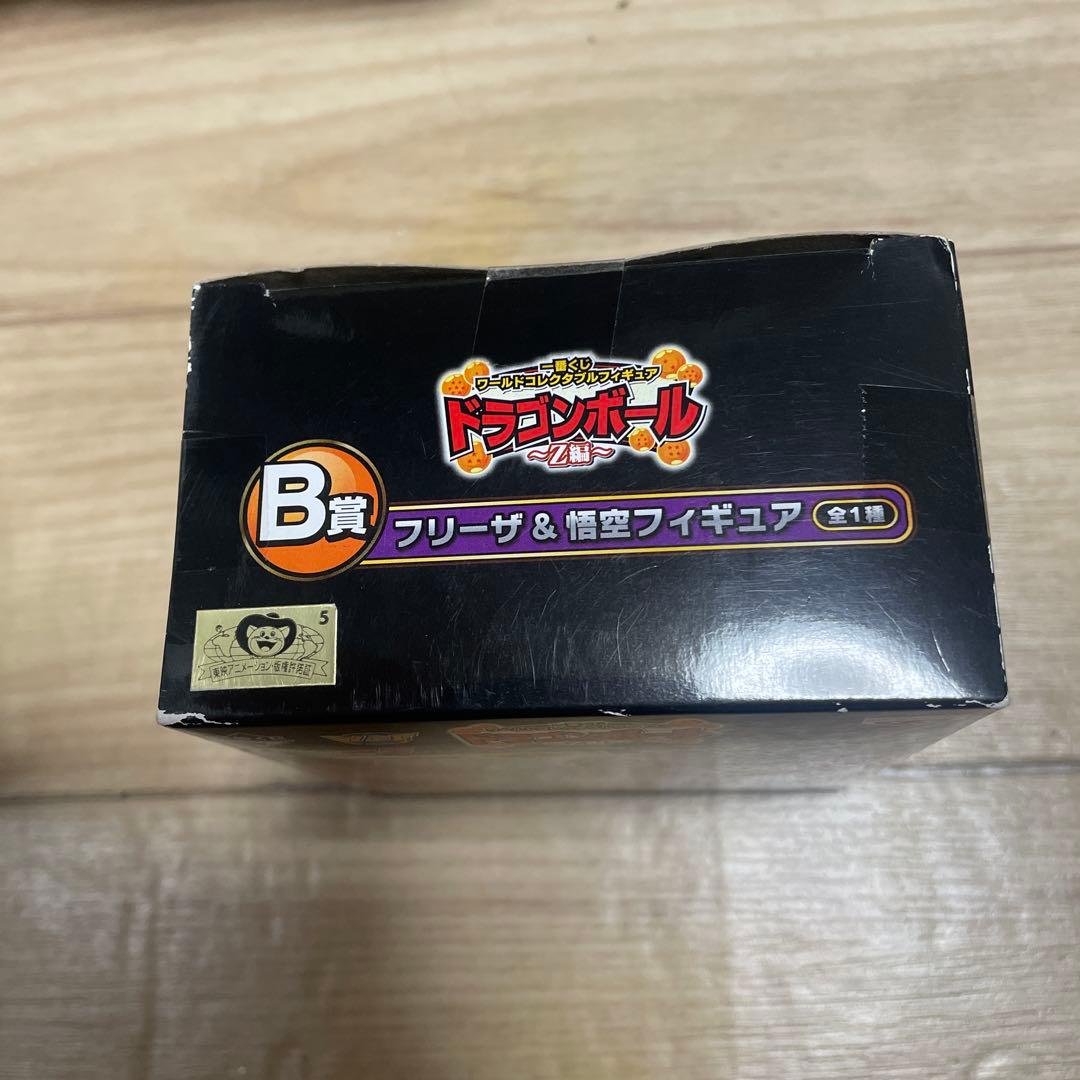 一番くじ
ワールドコレクタブルフィギュア
ドラゴンボール
～Z編～
B賞
フリーザ & 悟空フィギュア 全1種
5
東映アニメーション・版権許諾証